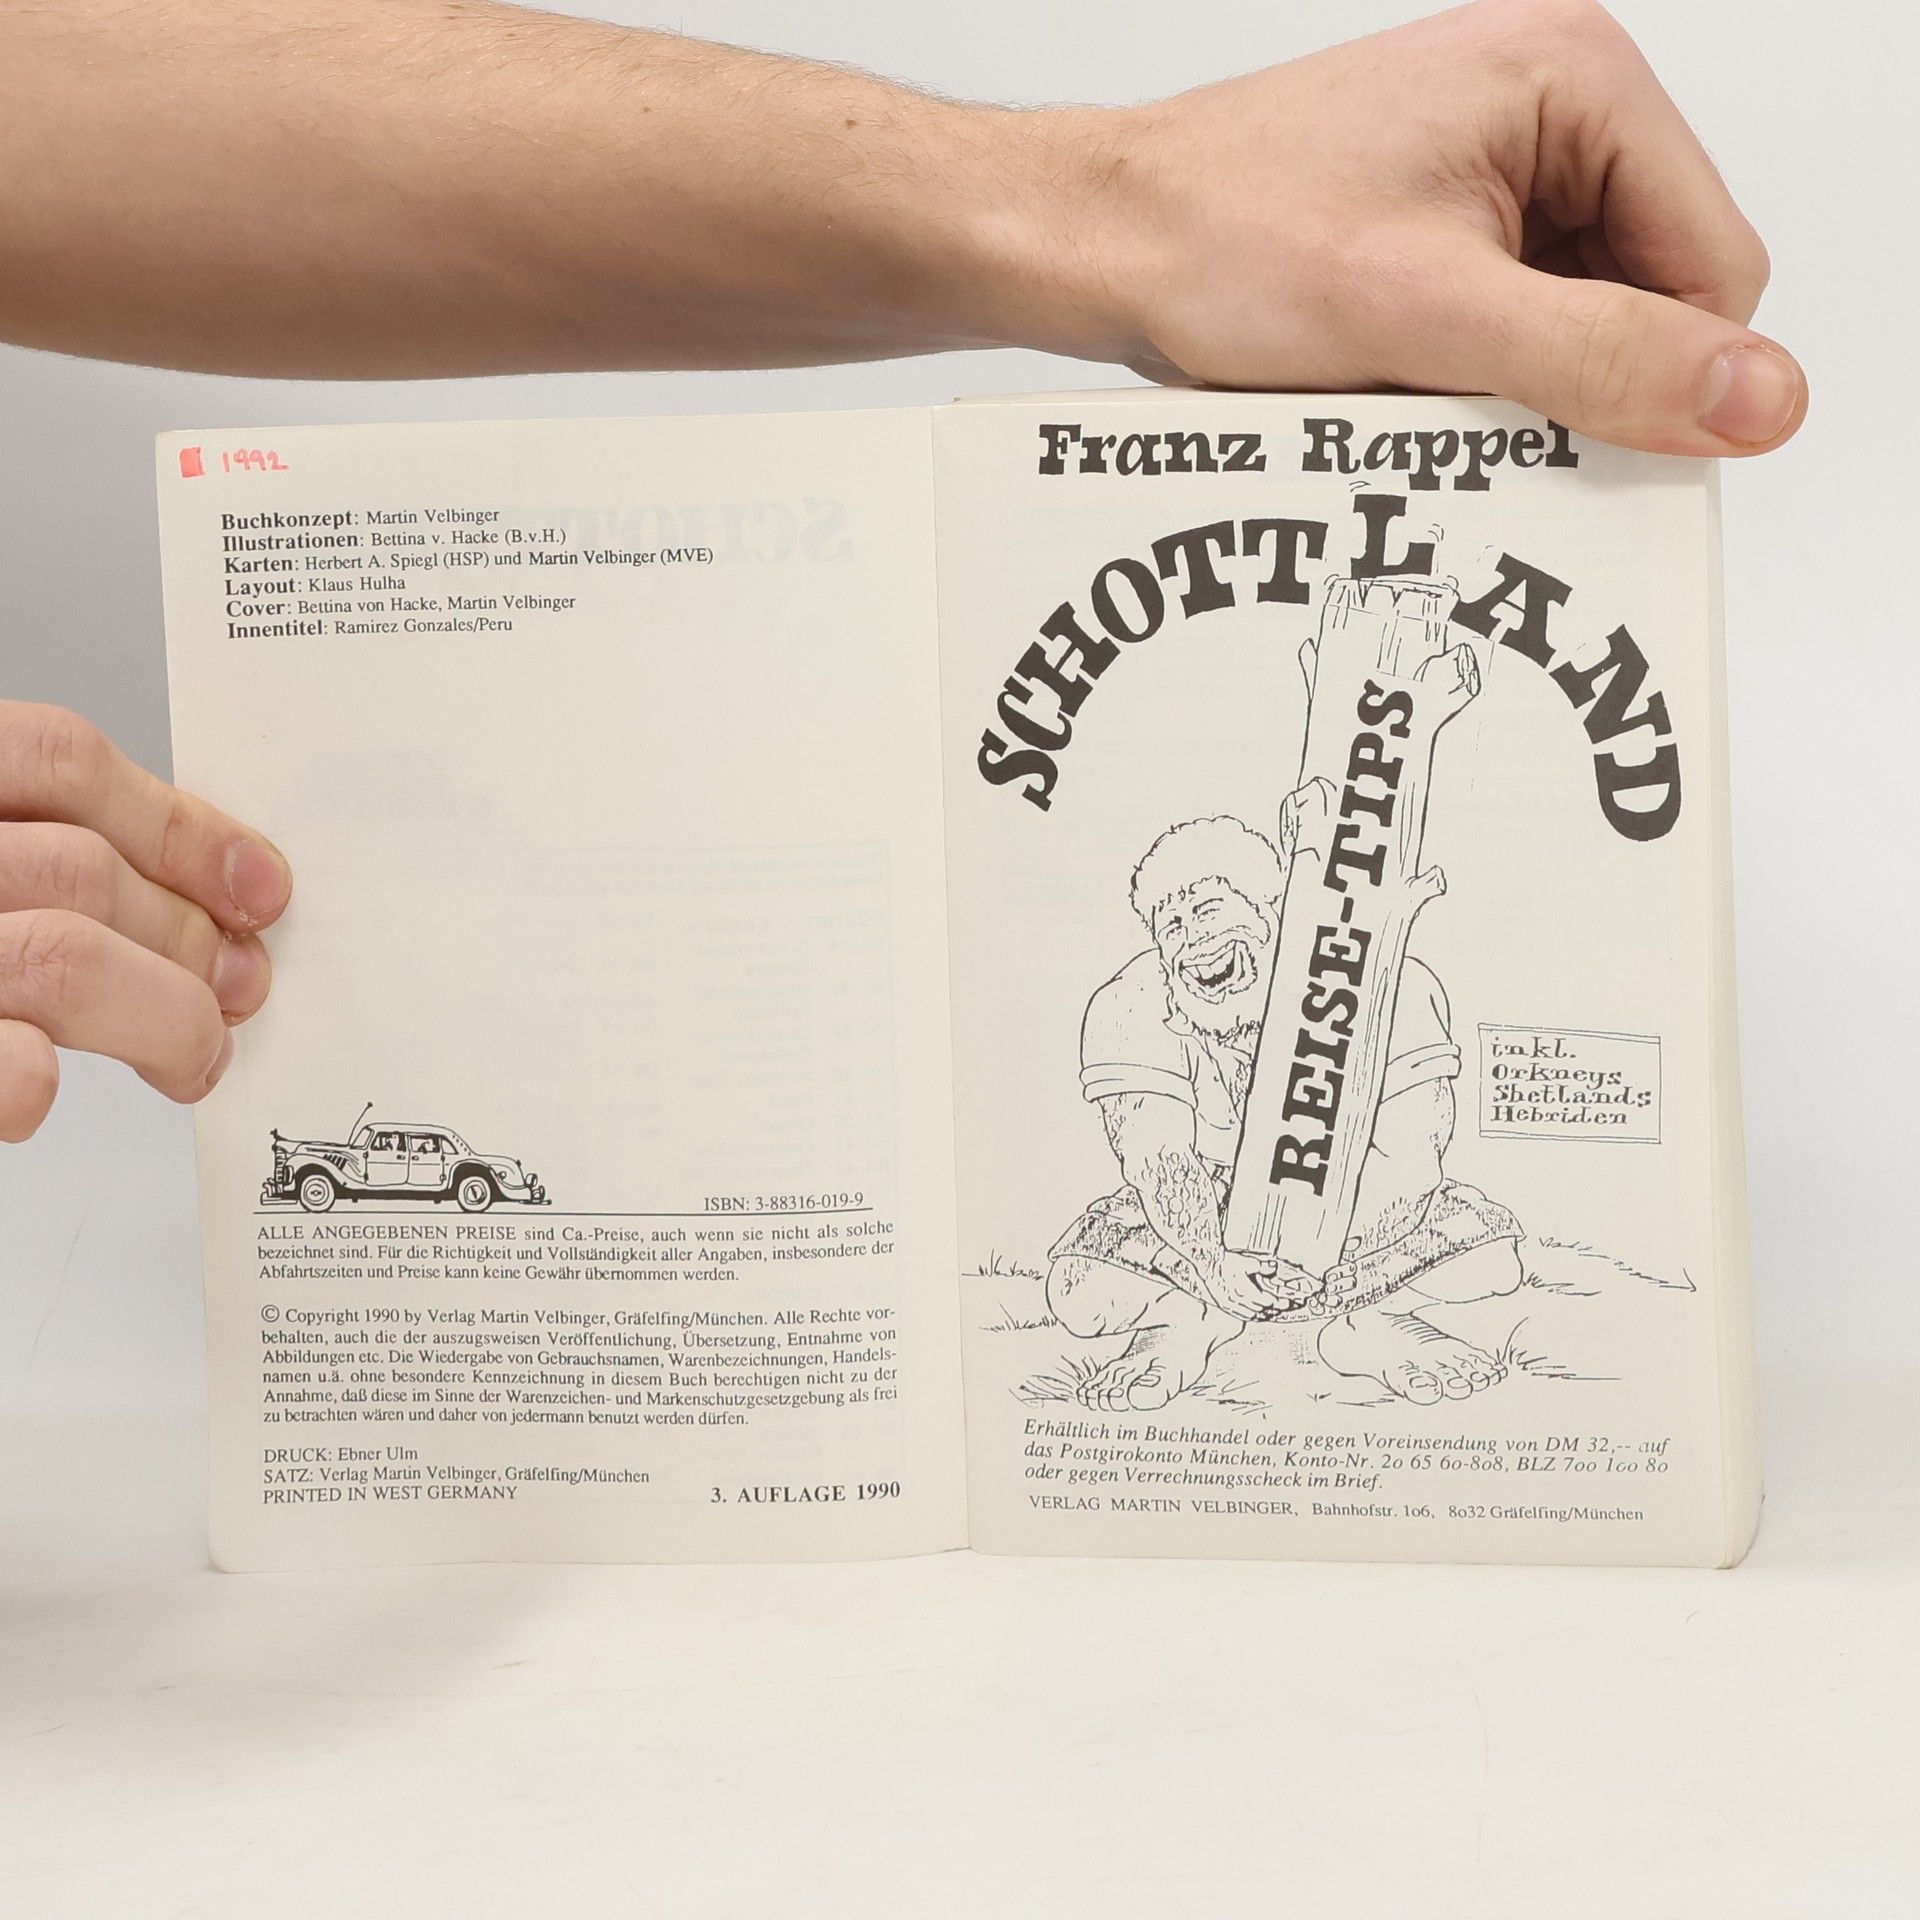 1992
Buchkonzept: Martin Velbinger
Illustrationen: Bettina v. Hacke (B.v.H.)
Karten: Herbert A. Spiegl (HSP) und Martin Velbinger (MVE)
Layout: Klaus Hulha
Cover: Bettina von Hacke, Martin Velbinger
Innentitel: Ramirez Gonzales/Peru
ISBN: 3-88316-019-9
ALLE ANGEGEBENEN PREISE sind Ca.-Preise, auch wenn sie nicht als solche
bezeichnet sind. Für die Richtigkeit und Vollständigkeit aller Angaben, insbesondere der
Abfahrtszeiten und Preise kann keine Gewähr übernommen werden.
© Copyright 1990 by Verlag Martin Velbinger, Gräfelfing/München. Alle Rechte vor-
behalten, auch die der auszugsweisen Veröffentlichung, Übersetzung, Entnahme von
Abbildungen etc. Die Wiedergabe von Gebrauchsnamen, Warenbezeichnungen, Handels-
namen u.ä. ohne besondere Kennzeichnung in diesem Buch berechtigen nicht zu der
Annahme, daß diese im Sinne der Warenzeichen- und Markenschutzgesetzgebung als frei
zu betrachten wären und daher von jedermann benutzt werden dürfen.
DRUCK: Ebner Ulm
SATZ: Verlag Martin Velbinger, Gräfelfing/München
PRINTED IN WEST GERMANY
3. AUFLAGE 1990
Franz Rappel
SCHOTTLAND
REISE-TIPS
inkl.
Orkneys
Shetlands
Hebriden
Erhältlich im Buchhandel oder gegen Voreinsendung von DM 32,-- auf
das Postgirokonto München, Konto-Nr. 2o 65 6o-8o8, BLZ 7oo 1oo 8o
oder gegen Verrechnungsscheck im Brief.
VERLAG MARTIN VELBINGER, Bahnhofstr. 1o6, 8o32 Gräfelfing/München